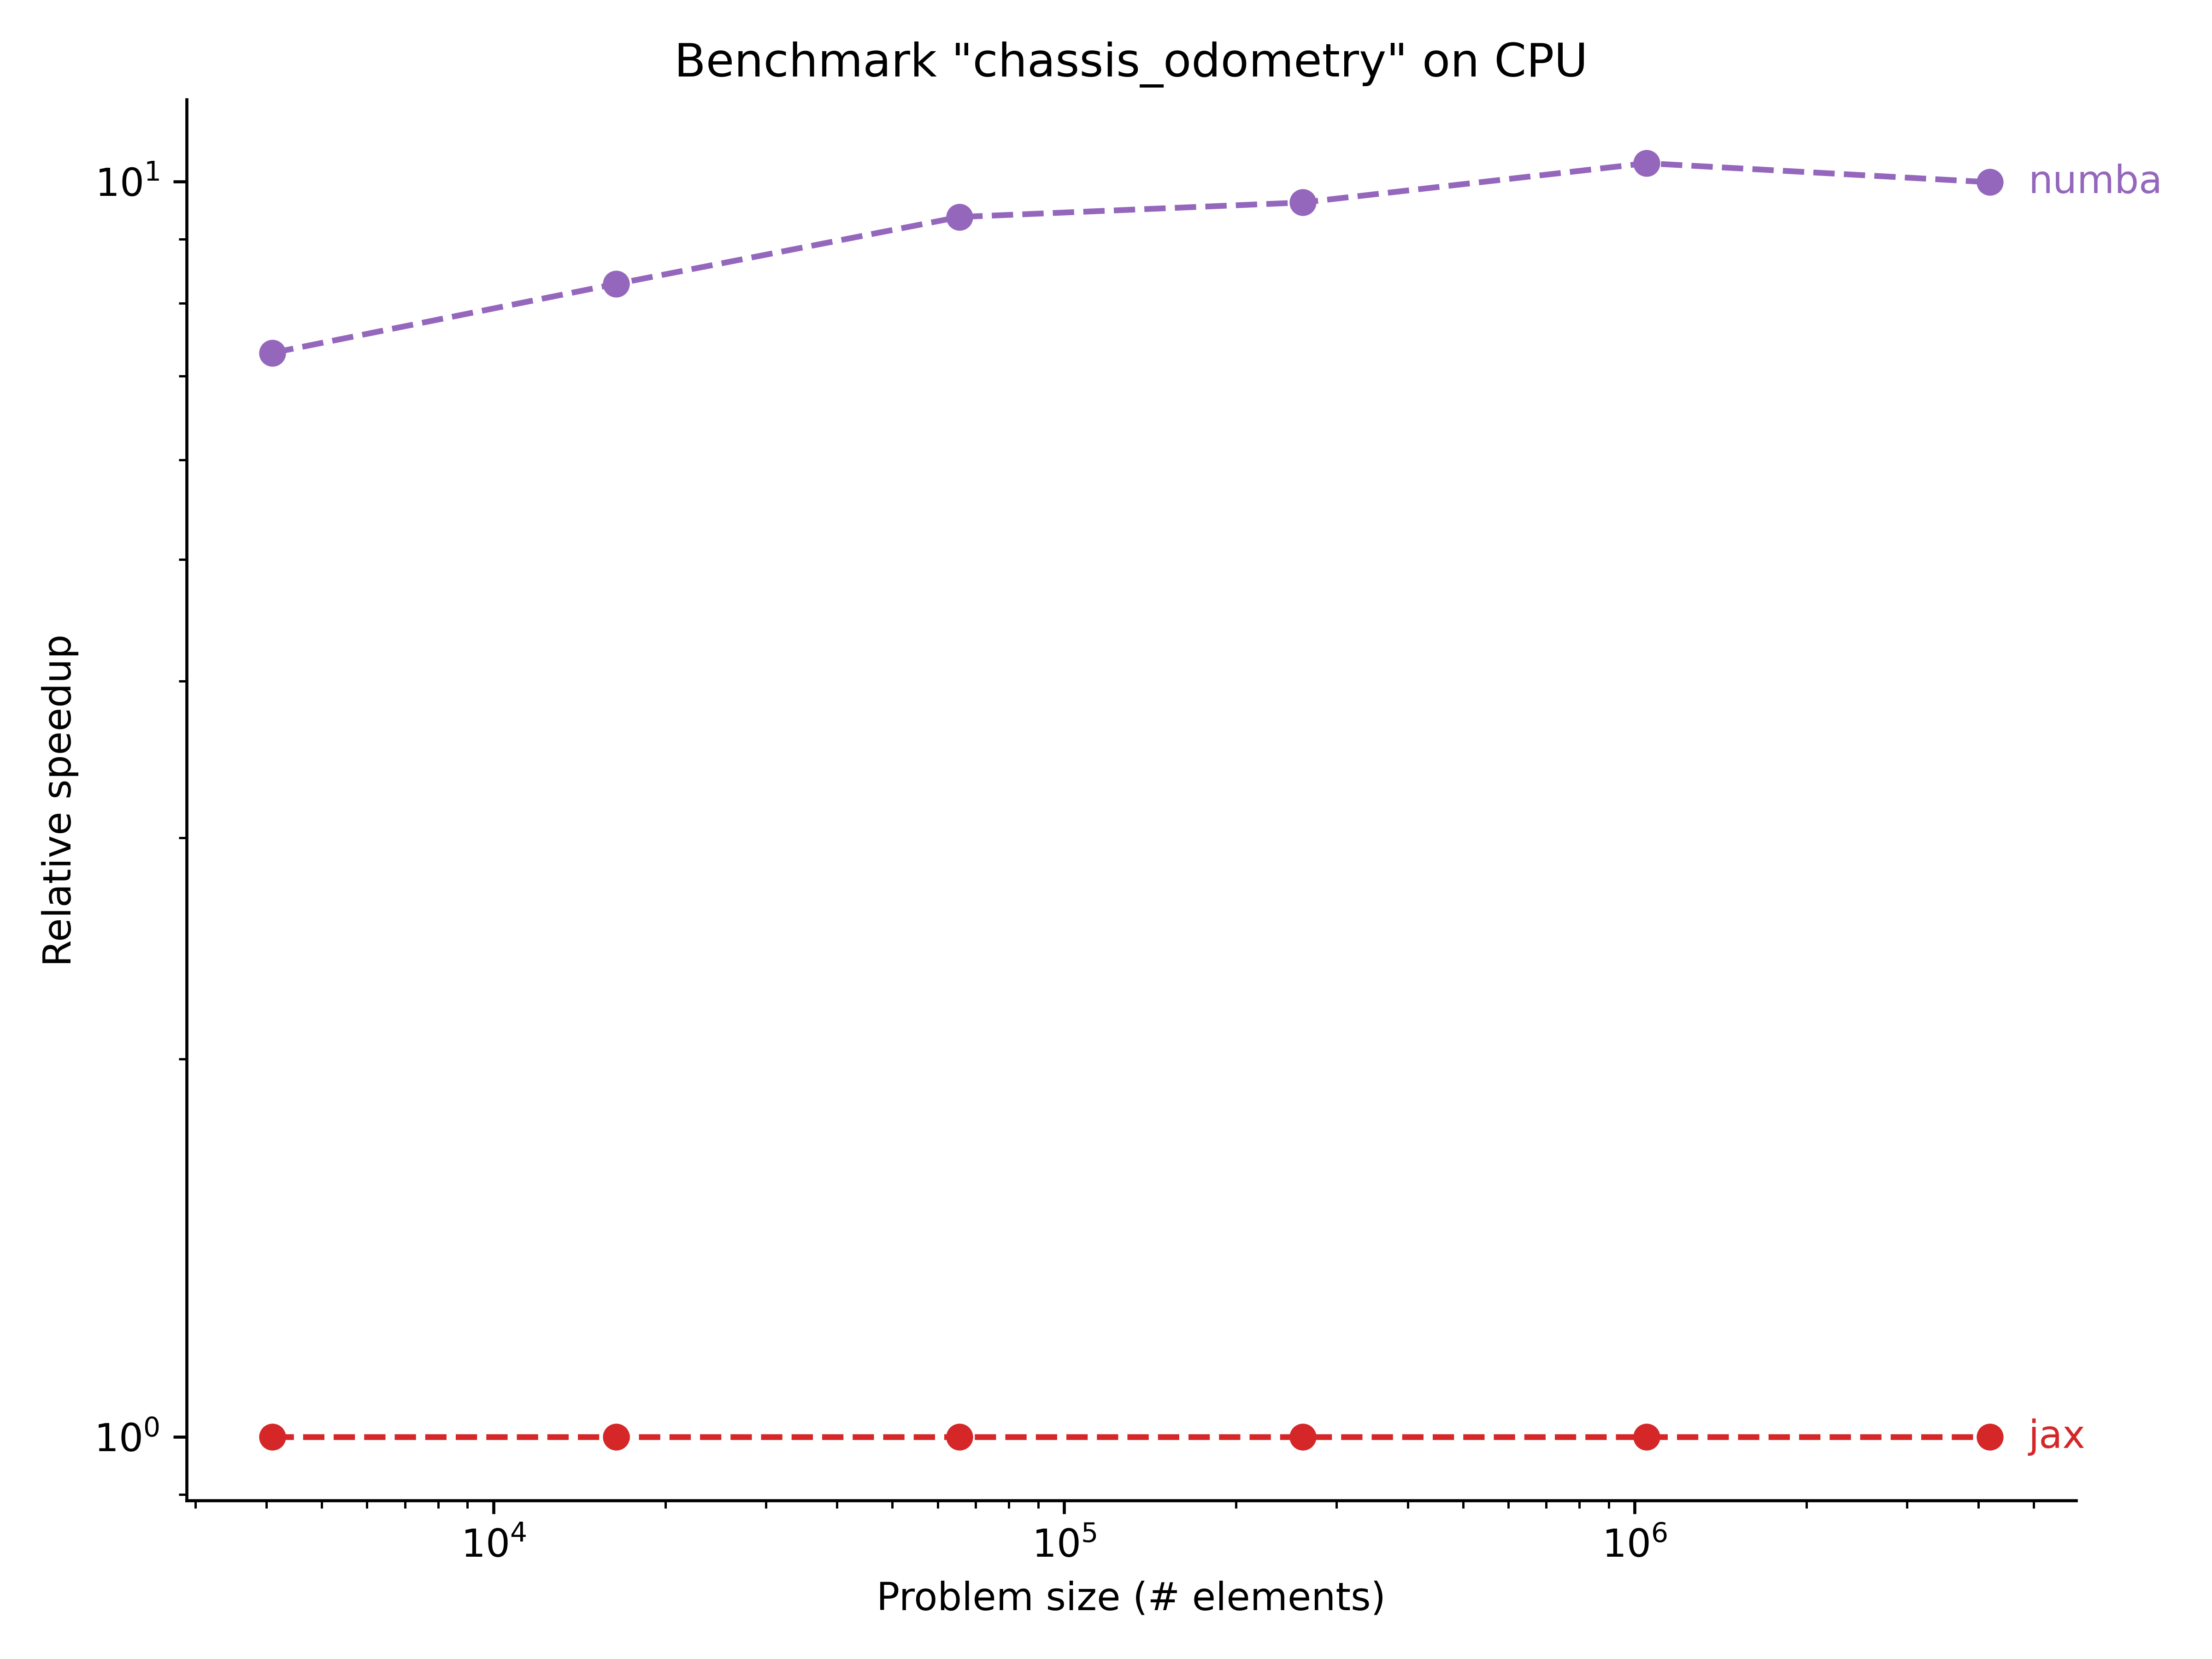 Benchmark "chassis_odometry" on CPU
10¹
numba
Relative speedup
10⁰
jax
10⁴
10⁵
10⁶
Problem size (# elements)